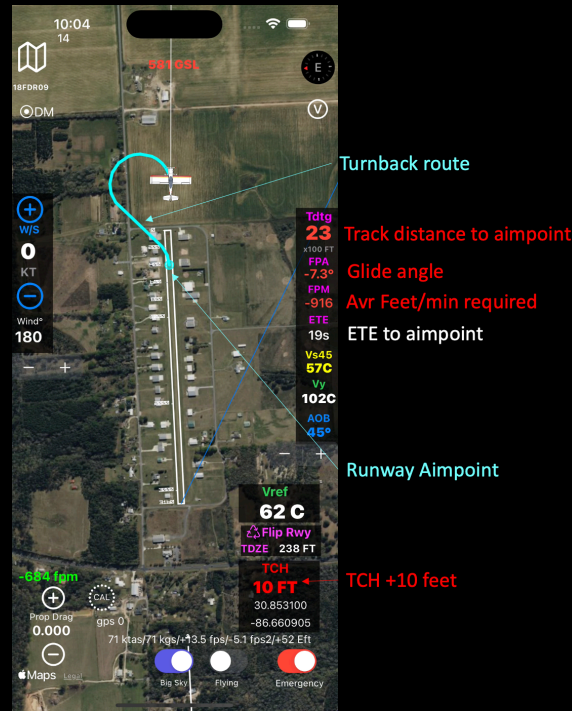 10:04
14
18FDR09
E
DM
V
W/S
0
KT
Wind°
180
Turnback route
Tdtg
23
x100 FT
Track distance to aimpoint
FPA
-7.3°
Glide angle
FPM
-916
Avr Feet/min required
ETE
19s
ETE to aimpoint
Vs45
57C
Vy
102C
AOB
45°
Runway Aimpoint
Vref
62 C
Flip Rwy
TDZE 238 FT
TCH
10 FT
TCH +10 feet
30.853100
-86.660905
-684 fpm
CAL
Prop Drag
gps 0
0.000
71 ktas/71 kgs/+13.5 fps/-5.1 fps2/+52 Eft
Maps Legal
Big Sky
Flying
Emergency